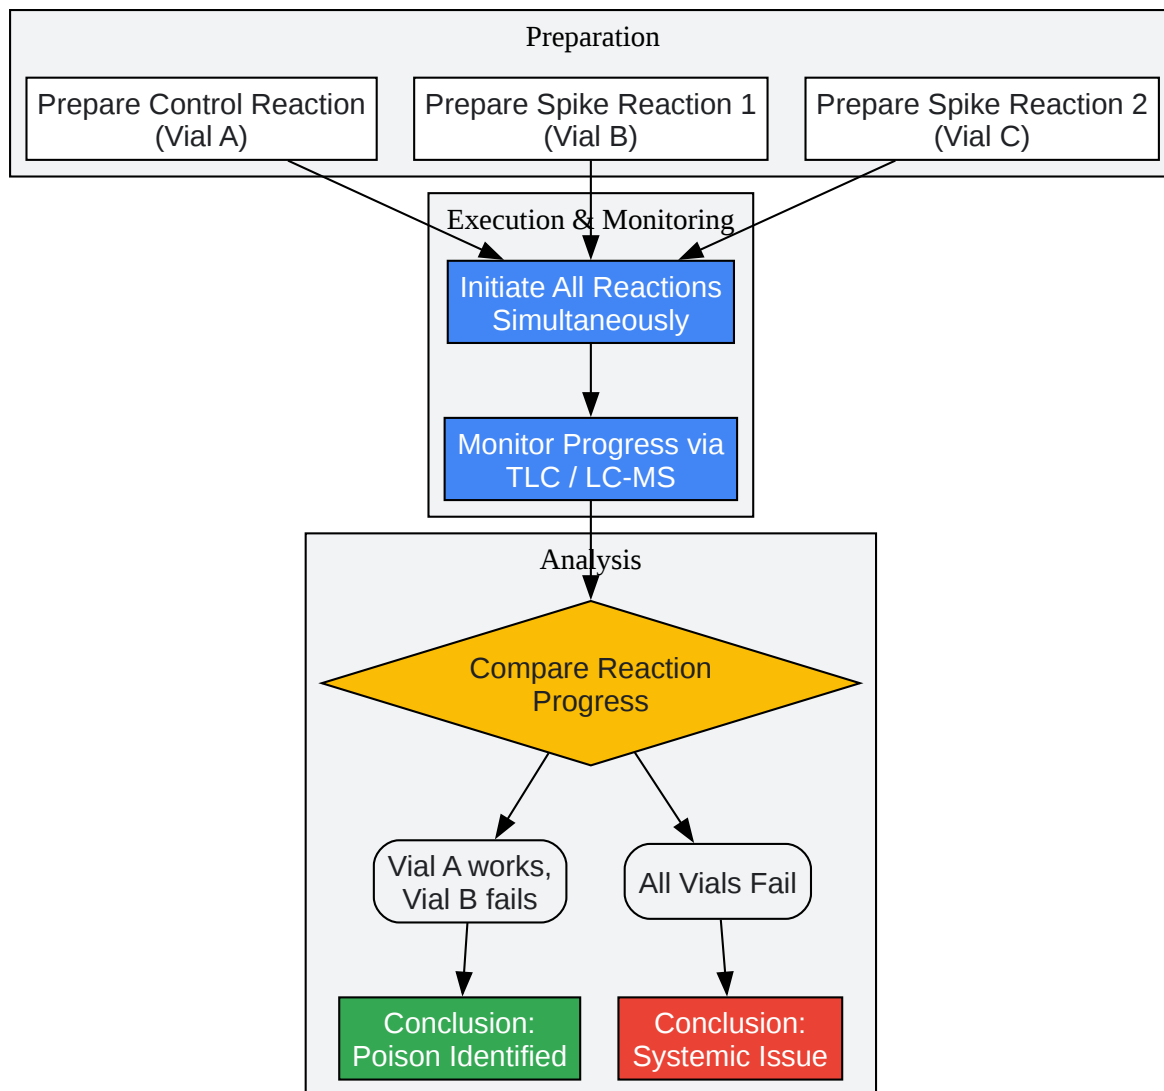 Preparation
Prepare Control Reaction
(Vial A)
Prepare Spike Reaction 1
(Vial B)
Prepare Spike Reaction 2
(Vial C)
Execution & Monitoring
Initiate All Reactions
Simultaneously
Monitor Progress via
TLC / LC-MS
Analysis
Compare Reaction
Progress
Vial A works,
Vial B fails
All Vials Fail
Conclusion:
Poison Identified
Conclusion:
Systemic Issue